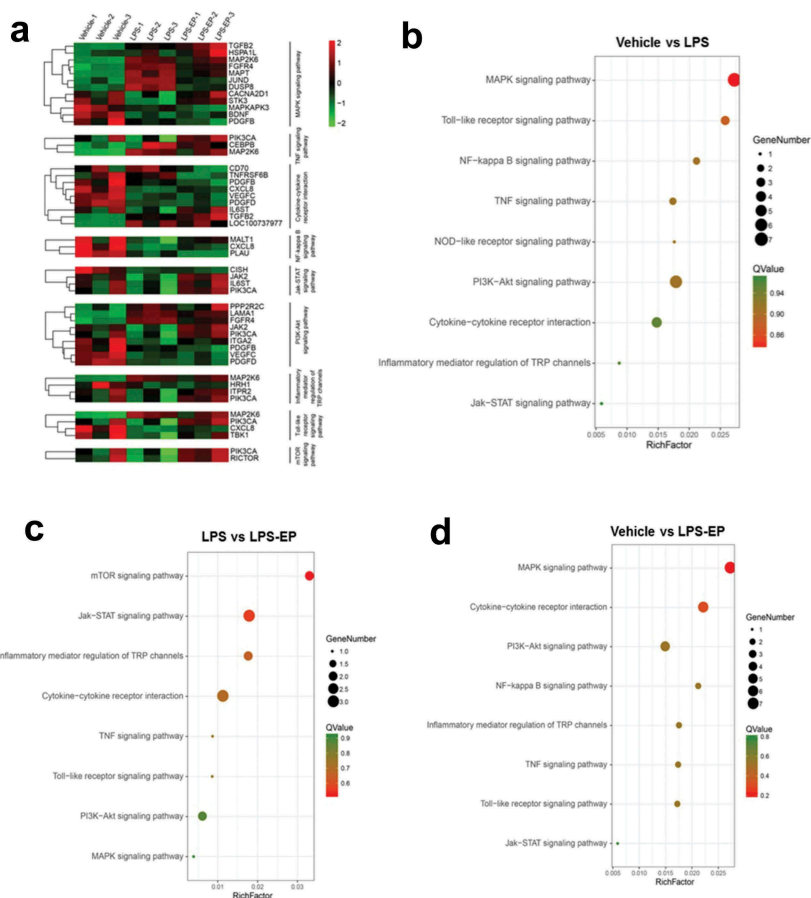 a
Vehicle-1
Vehicle-2
Vehicle-3
LPS-1
LPS-2
LPS-3
LPS-EP-1
LPS-EP-2
LPS-EP-3
TGFB2
HSPA1L
MAP2K6
FGFR4
MAPT
JUND
DUSP8
CACNA2D1
STK3
MAPKAPK3
BDNF
PDGFB
MAPK signaling pathway
PIK3CA
CEBPB
MAP2K6
TNF signaling
pathway
CD70
TNFRSF6B
PDGFB
CXCL8
VEGFC
PDGFD
IL6ST
TGFB2
LOC100737977
Cytokine-cytokine
receptor interaction
MALT1
CXCL8
PLAU
NF-kappa B
signaling
pathway
CISH
JAK2
IL6ST
PIK3CA
Jak-STAT
signaling
pathway
PPP2R2C
LAMA1
FGFR4
JAK2
PIK3CA
ITGA2
PDGFB
VEGFC
PDGFD
PI3K-Akt
signaling pathway
MAP2K6
HRH1
ITPR2
PIK3CA
Inflammatory
mediator
regulation of
TRP channels
MAP2K6
PIK3CA
CXCL8
TBK1
Toll-like
receptor
signaling
pathway
PIK3CA
RICTOR
mTOR
signaling
pathway
2
1
0
−1
−2
b
Vehicle vs LPS
MAPK signaling pathway
Toll-like receptor signaling pathway
NF-kappa B signaling pathway
TNF signaling pathway
NOD-like receptor signaling pathway
PI3K-Akt signaling pathway
Cytokine-cytokine receptor interaction
Inflammatory mediator regulation of TRP channels
Jak-STAT signaling pathway
0.005
0.010
0.015
0.020
0.025
RichFactor
GeneNumber
1
2
3
4
5
6
7
QValue
0.94
0.90
0.86
c
LPS vs LPS-EP
mTOR signaling pathway
Jak-STAT signaling pathway
nflammatory mediator regulation of TRP channels
Cytokine-cytokine receptor interaction
TNF signaling pathway
Toll-like receptor signaling pathway
PI3K-Akt signaling pathway
MAPK signaling pathway
0.01
0.02
0.03
RichFactor
GeneNumber
1.0
1.5
2.0
2.5
3.0
QValue
0.9
0.8
0.7
0.6
d
Vehicle vs LPS-EP
MAPK signaling pathway
Cytokine-cytokine receptor interaction
PI3K-Akt signaling pathway
NF-kappa B signaling pathway
Inflammatory mediator regulation of TRP channels
TNF signaling pathway
Toll-like receptor signaling pathway
Jak-STAT signaling pathway
0.005
0.010
0.015
0.020
0.025
RichFactor
GeneNumber
1
2
3
4
5
6
7
QValue
0.8
0.6
0.4
0.2